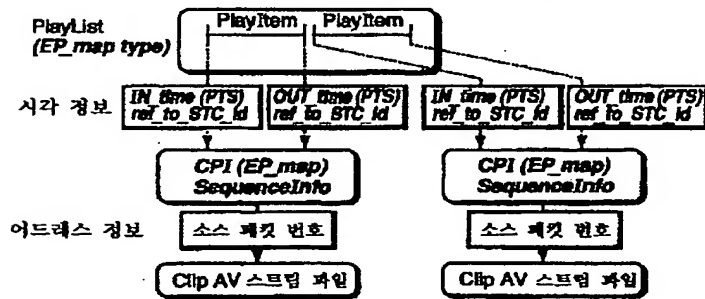 PlayList
(EP_map type)
PlayItem PlayItem
시각 정보
IN_time (PTS)
ref_to_STC_id
OUT_time (PTS)
ref_to_STC_id
IN_time (PTS)
ref_to_STC_id
OUT_time (PTS)
ref_to_STC_id
CPI (EP_map)
SequenceInfo
CPI (EP_map)
SequenceInfo
어드레스 정보
소스 패킷 번호
소스 패킷 번호
Clip AV 스트림 파일
Clip AV 스트림 파일